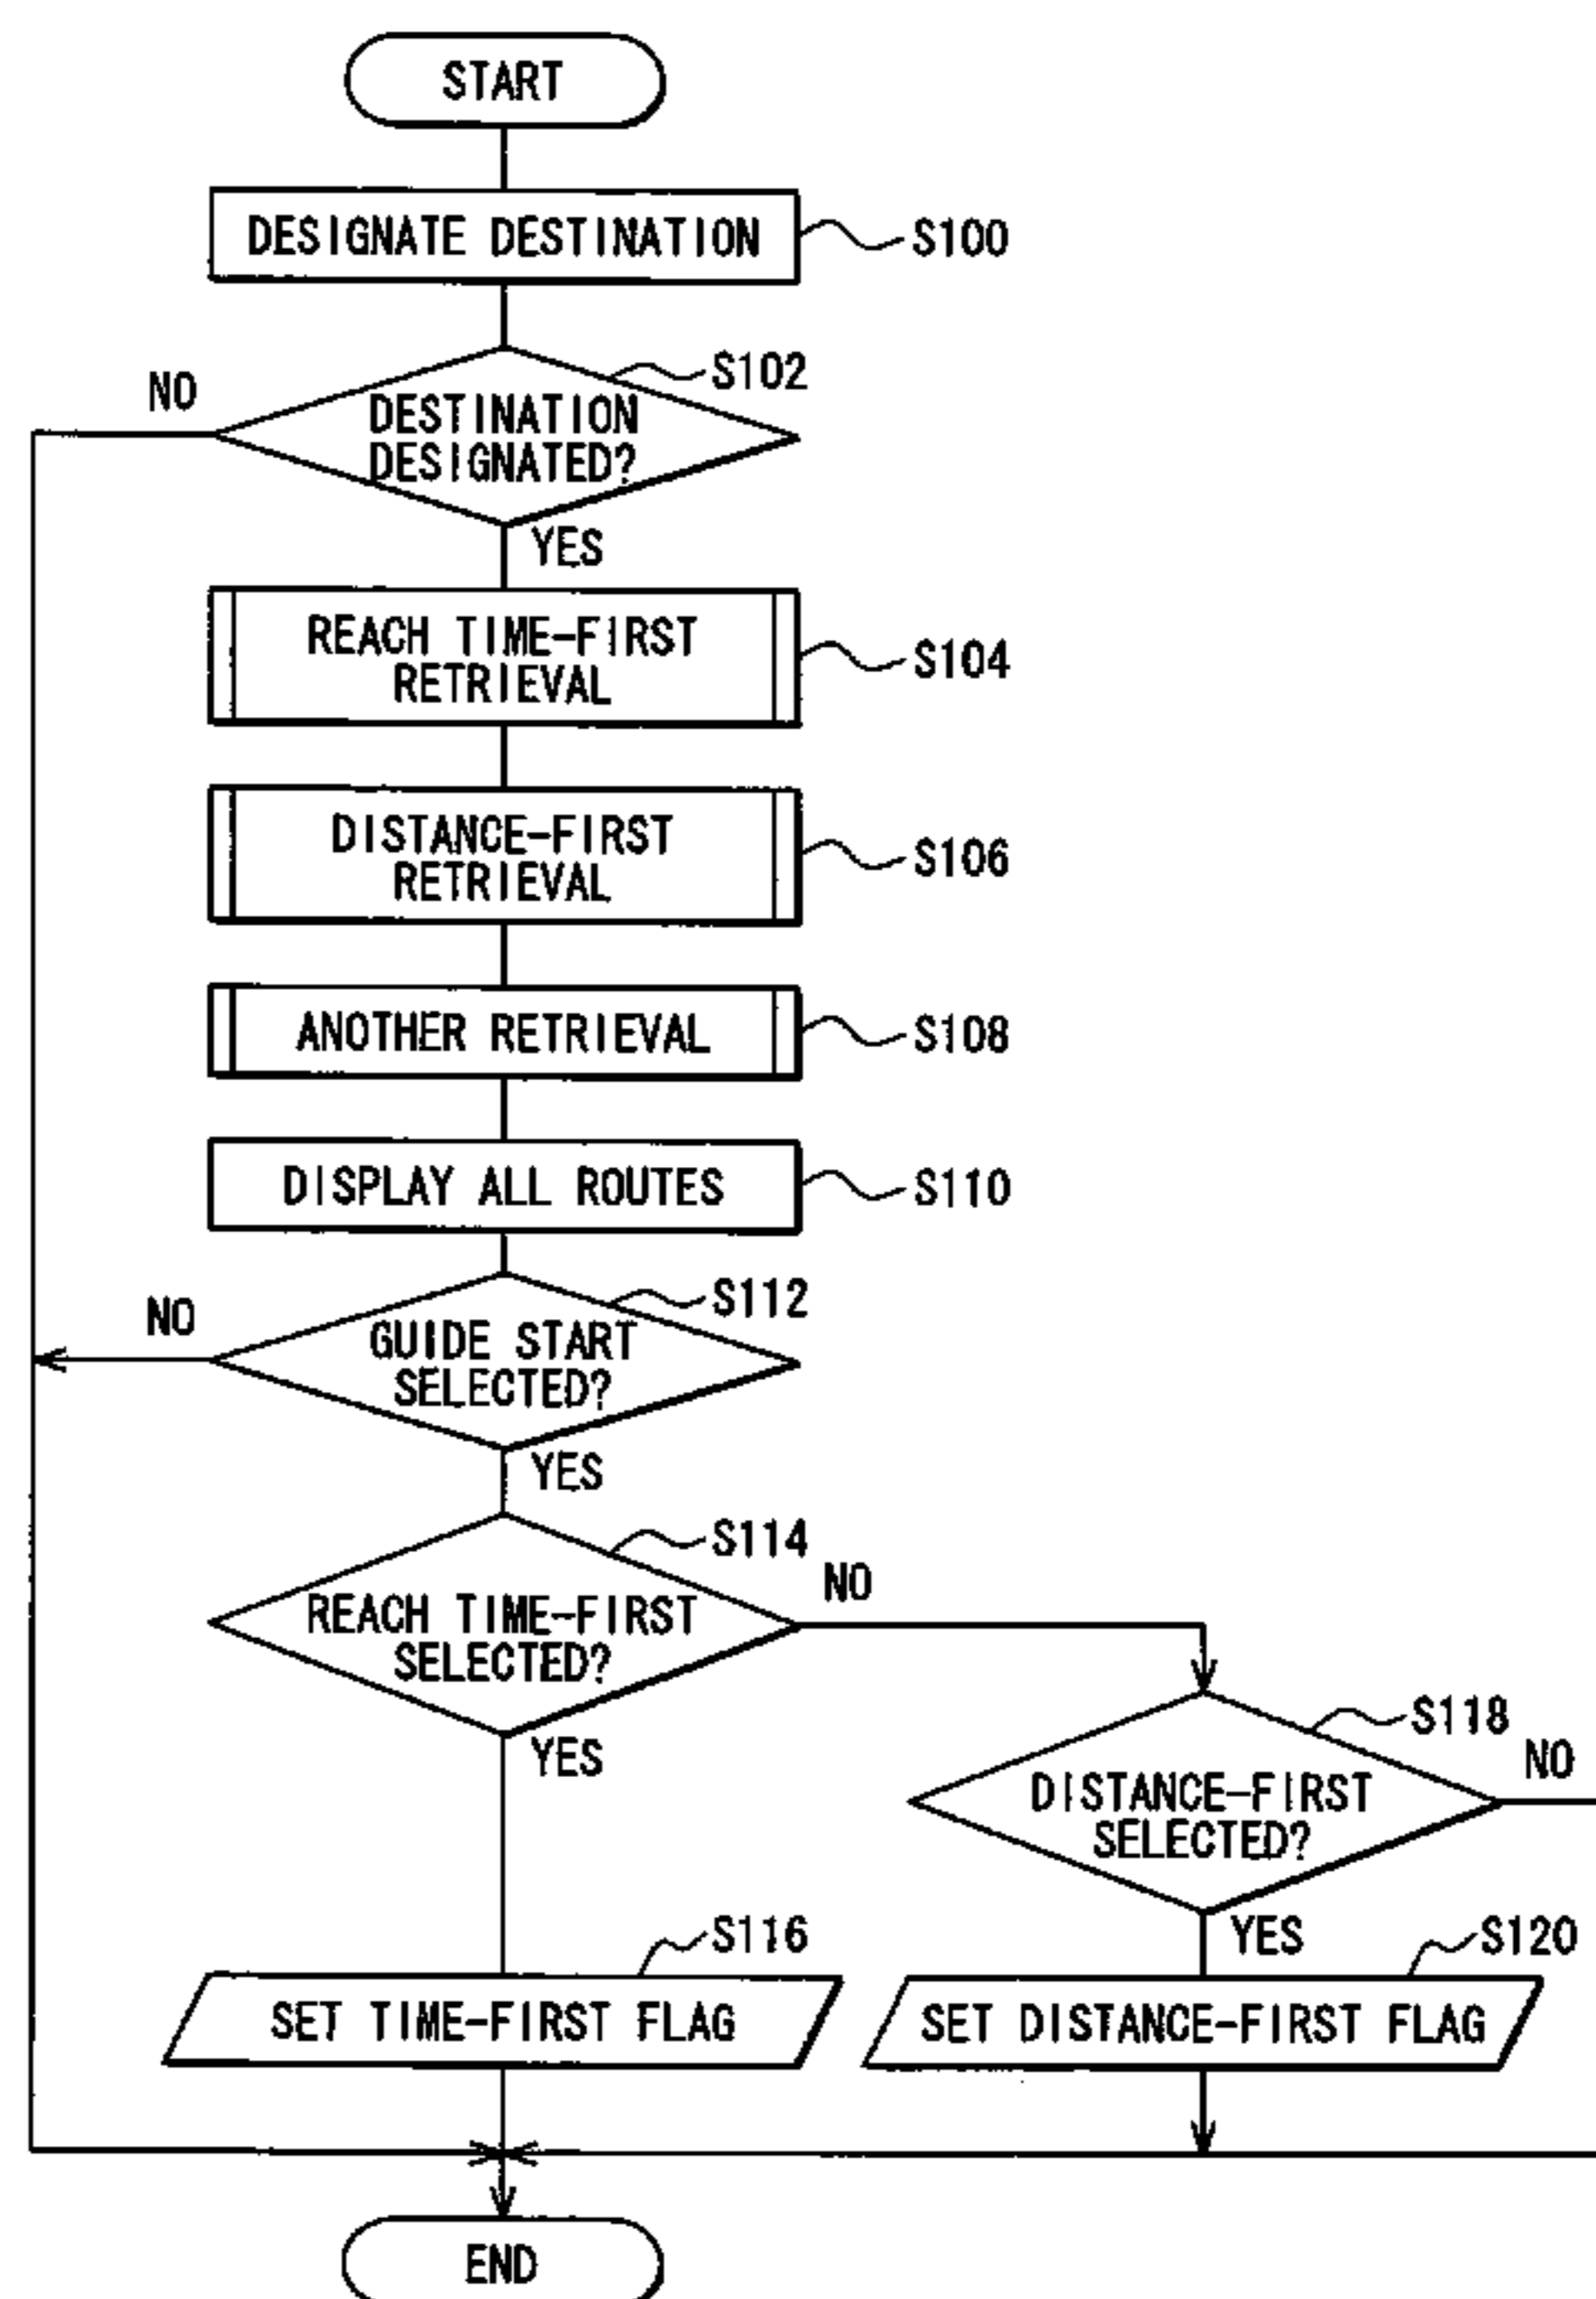 START
DESIGNATE DESTINATION
S100
S102
NO
DESTINATION
DESIGNATED?
YES
REACH TIME-FIRST
RETRIEVAL
S104
DISTANCE-FIRST
RETRIEVAL
S106
ANOTHER RETRIEVAL
S108
DISPLAY ALL ROUTES
S110
S112
NO
GUIDE START
SELECTED?
YES
S114
NO
REACH TIME-FIRST
SELECTED?
YES
S118
NO
DISTANCE-FIRST
SELECTED?
YES
S116
SET TIME-FIRST FLAG
S120
SET DISTANCE-FIRST FLAG
END